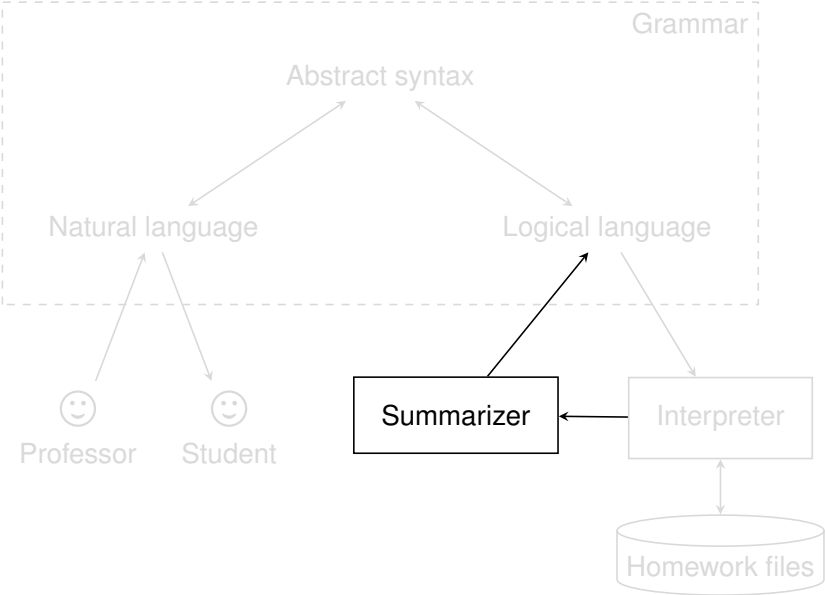 Grammar
Abstract syntax
Natural language
Logical language
Summarizer
Interpreter
Professor
Student
Homework files